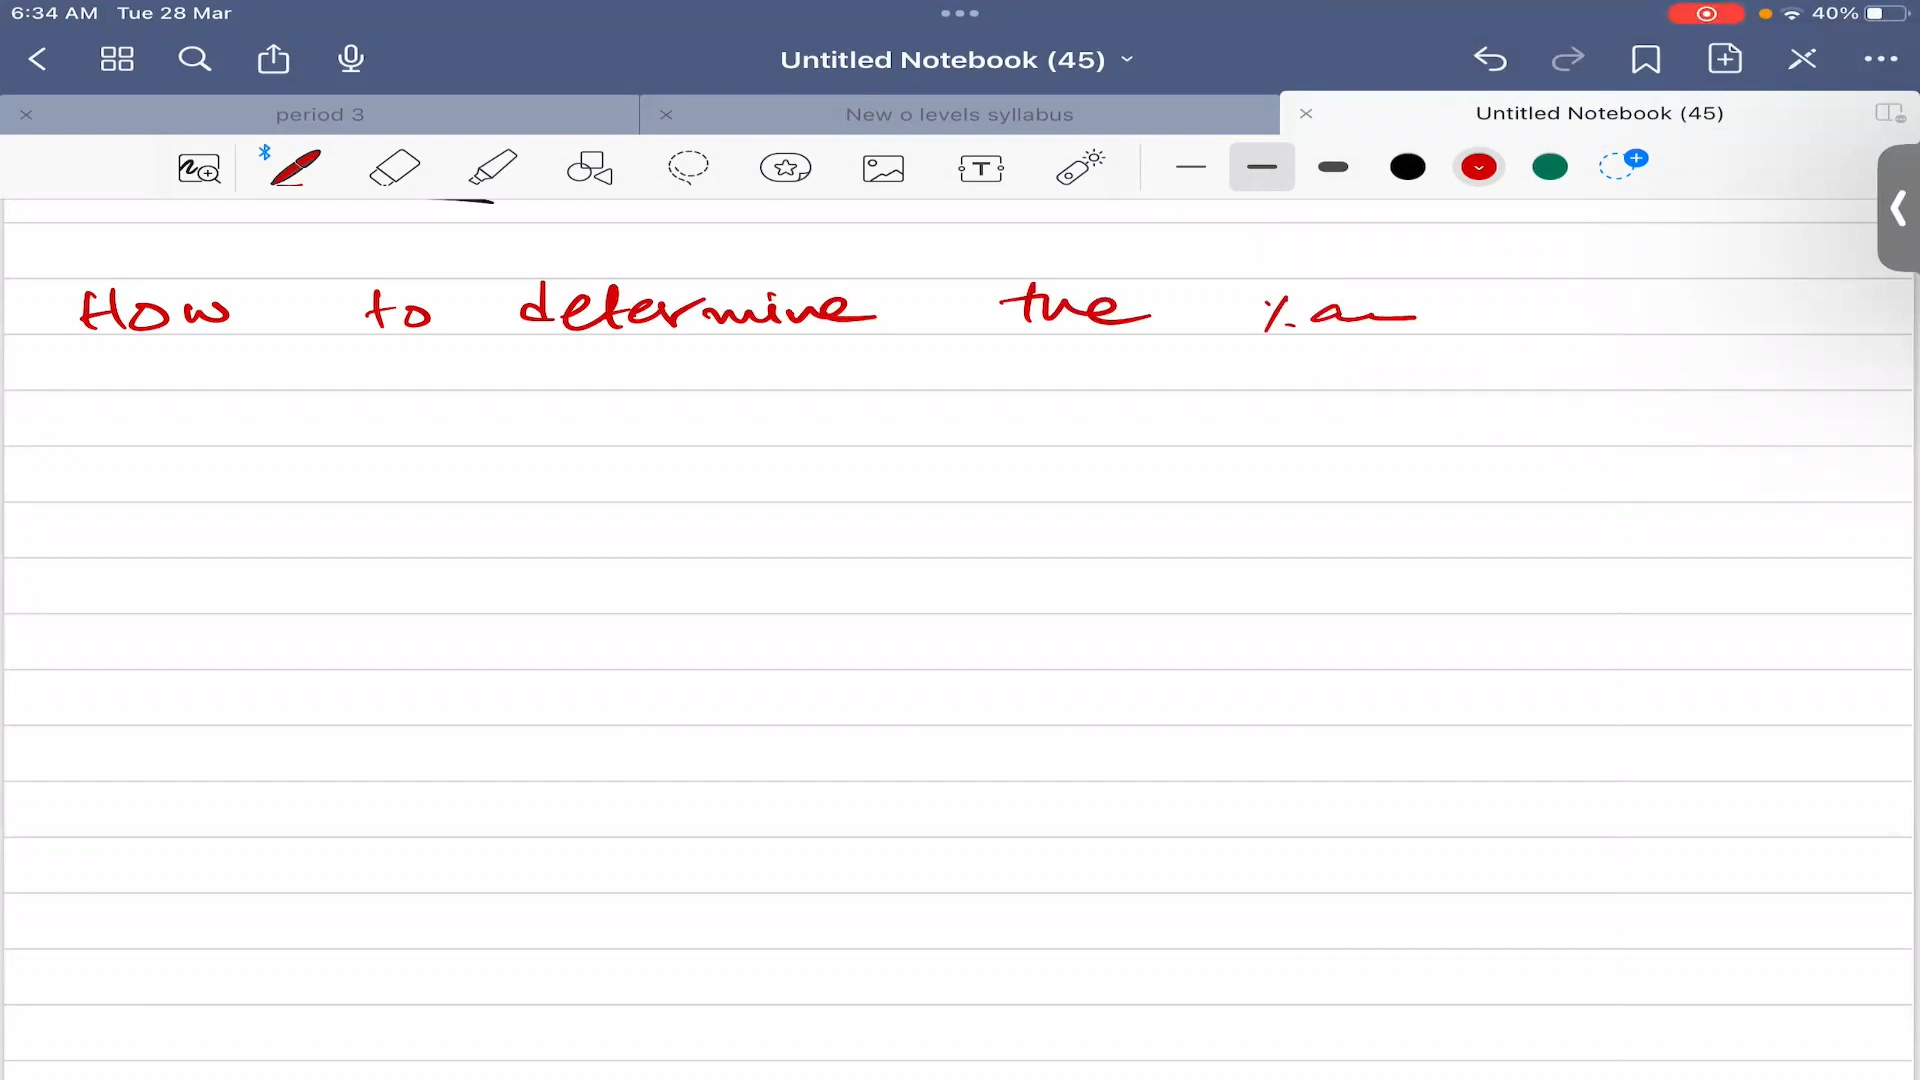 6:34 AM Tue 28 Mar
40%
Untitled Notebook (45)
period 3
New o levels syllabus
Untitled Notebook (45)
T
How to determine the %